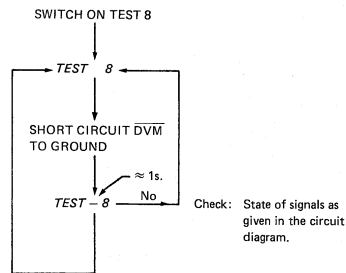 SWITCH ON TEST 8
TEST 8
SHORT CIRCUIT D̅V̅M̅
TO GROUND
≈ 1s.
TEST – 8
No
Check: State of signals as
given in the circuit
diagram.